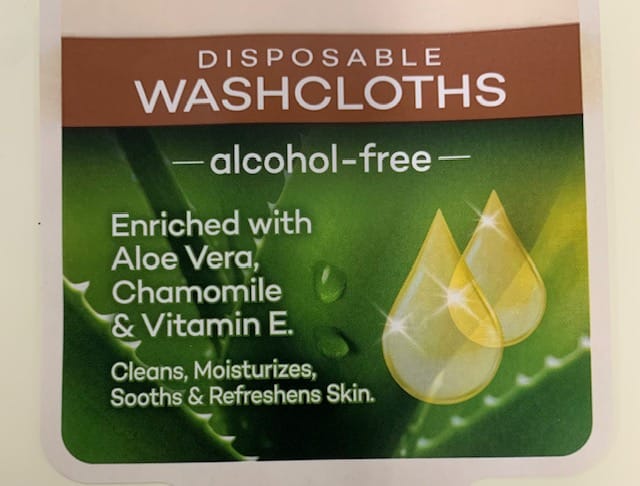 DISPOSABLE
WASHCLOTHS
alcohol-free
Enriched with
Aloe Vera,
Chamomile
& Vitamin E.
Cleans, Moisturizes,
Sooths & Refreshens Skin.